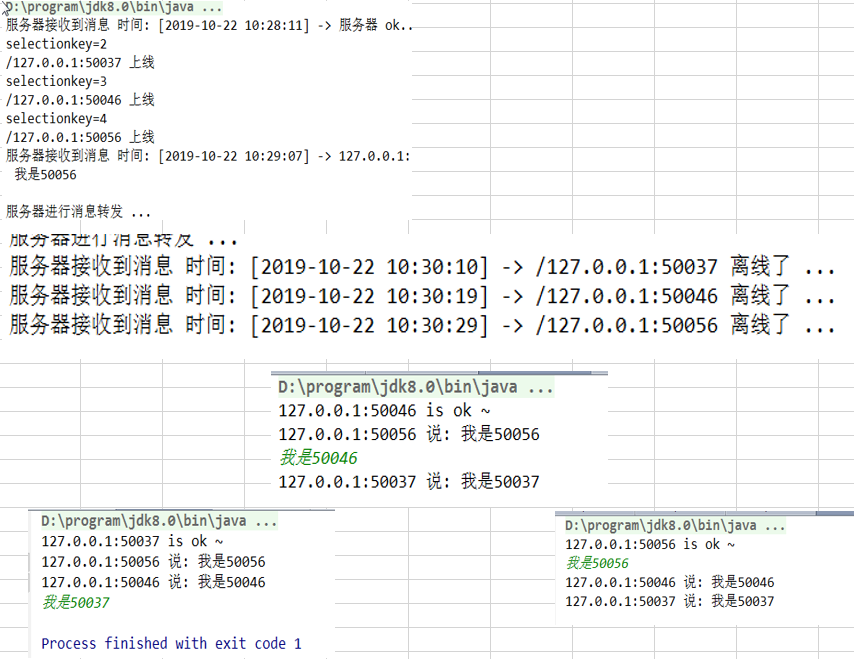 D:\program\jdk8.0\bin\java ...
服务器接收到消息 时间: [2019-10-22 10:28:11] -> 服务器 ok..
selectionkey=2
/127.0.0.1:50037 上线
selectionkey=3
/127.0.0.1:50046 上线
selectionkey=4
/127.0.0.1:50056 上线
服务器接收到消息 时间: [2019-10-22 10:29:07] -> 127.0.0.1:
我是50056
服务器进行消息转发 ...
服务器进行消息转发 ...
服务器接收到消息 时间: [2019-10-22 10:30:10] -> /127.0.0.1:50037 离线了 ...
服务器接收到消息 时间: [2019-10-22 10:30:19] -> /127.0.0.1:50046 离线了 ...
服务器接收到消息 时间: [2019-10-22 10:30:29] -> /127.0.0.1:50056 离线了 ...
D:\program\jdk8.0\bin\java ...
127.0.0.1:50046 is ok ~
127.0.0.1:50056 说: 我是50056
我是50046
127.0.0.1:50037 说: 我是50037
D:\program\jdk8.0\bin\java ...
127.0.0.1:50037 is ok ~
127.0.0.1:50056 说: 我是50056
127.0.0.1:50046 说: 我是50046
我是50037
Process finished with exit code 1
D:\program\jdk8.0\bin\java ...
127.0.0.1:50056 is ok ~
我是50056
127.0.0.1:50046 说: 我是50046
127.0.0.1:50037 说: 我是50037